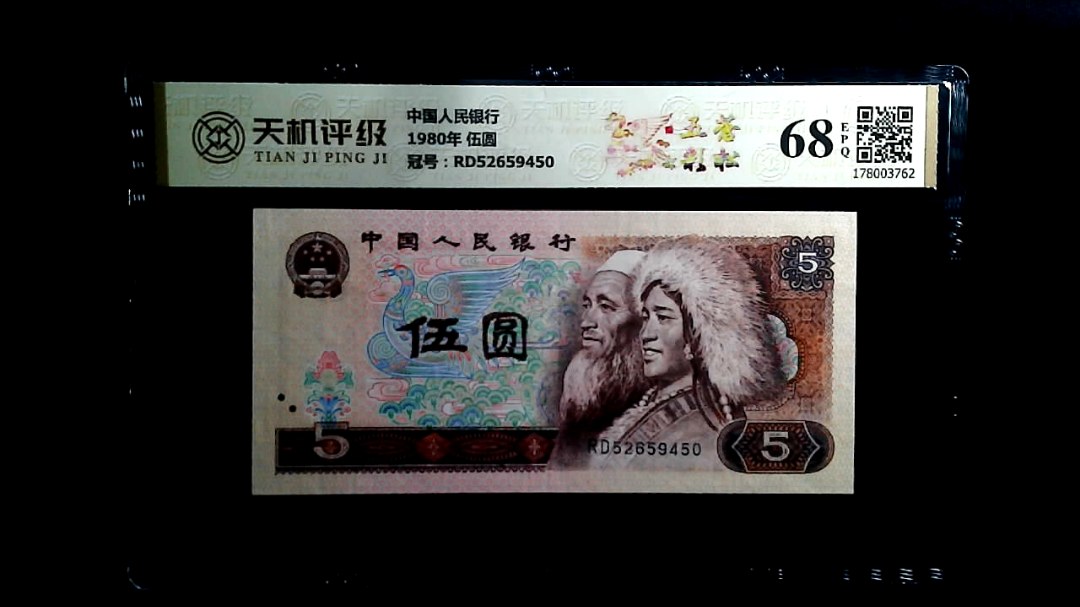 天机评级
TIAN JI PING JI
中国人民银行
1980年 伍圆
冠号：RD52659450
68
EPQ
178003762
中国人民银行
5
伍圆
5
RD52659450
5